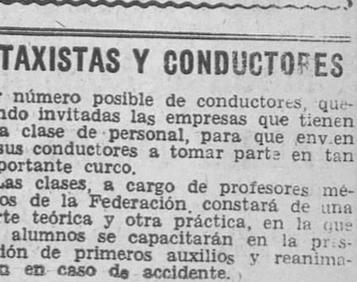 TAXISTAS Y CONDUCTORES
número posible de conductores, que-
ndo invitadas las empresas que tienen
a clase de personal, para que envien
sus conductores a tomar parte en tan
portante curco.
Las clases, a cargo de profesores mé-
os de la Federación, constará de una
rte teórica y otra práctica, en la que
alumnos se capacitarán en la pres-
ión de primeros auxilios y reanima-
n en caso de accidente.